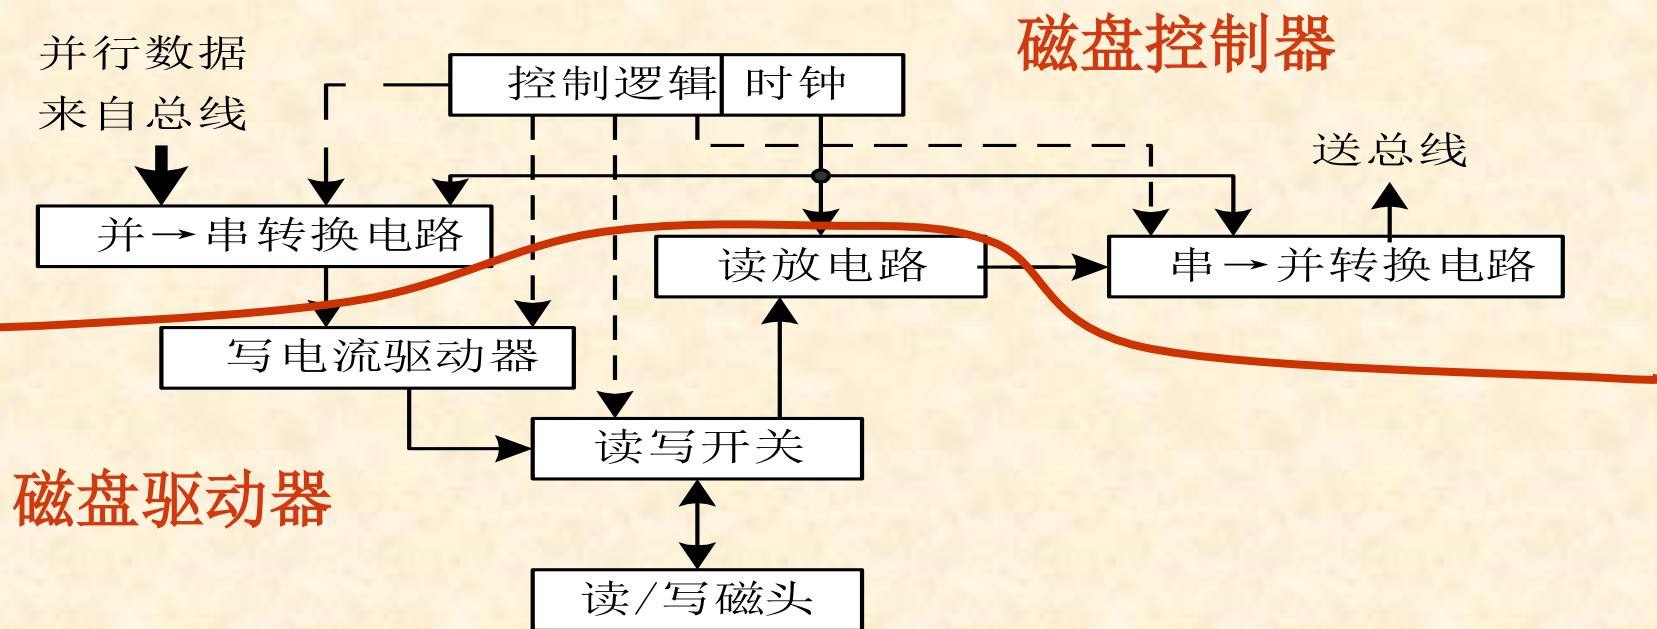 磁盘控制器
并行数据
来自总线
控制逻辑 时钟
送总线
并→串转换电路
读放电路
串→并转换电路
写电流驱动器
读写开关
磁盘驱动器
读/写磁头